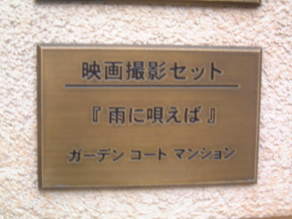 映画撮影セット
『雨に唄えば』
ガーデン コート マンション